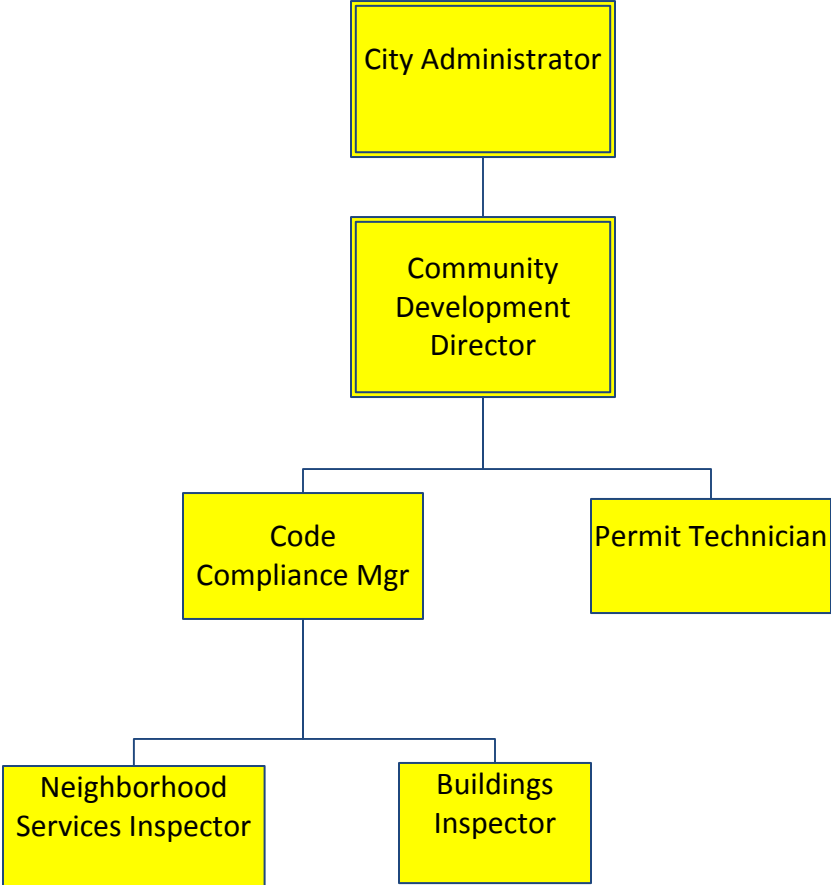 City Administrator
Community
Development
Director
Code
Compliance Mgr
Permit Technician
Neighborhood
Services Inspector
Buildings
Inspector